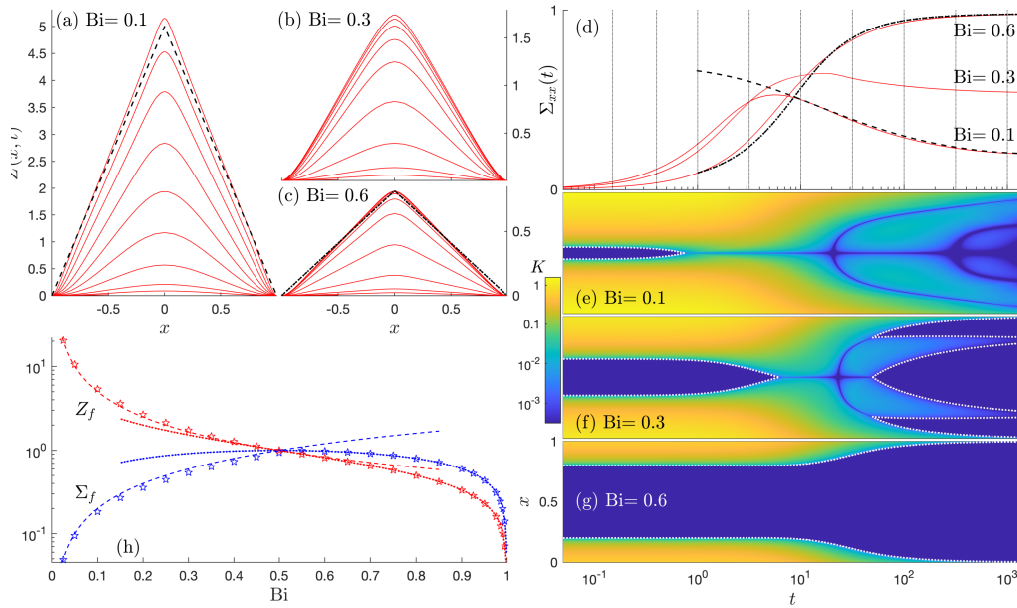 (a) Bi= 0.1
5
4.5
4
3.5
3
2.5
2
1.5
1
0.5
0
-0.5 0 0.5
x
(b) Bi= 0.3
1.5
1
0.5
(c) Bi= 0.6
0.5
0
-0.5 0 0.5
x
(d)
1
0.5
0
Σxx(t)
Bi= 0.6
Bi= 0.3
Bi= 0.1
K
1
0.1
10-2
10-3
(e) Bi= 0.1
(f) Bi= 0.3
(g) Bi= 0.6
1
0.5
0
x
10-1 100 101 102 103
t
101
100
10-1
Zf
Σf
(h)
0 0.1 0.2 0.3 0.4 0.5 0.6 0.7 0.8 0.9 1
Bi